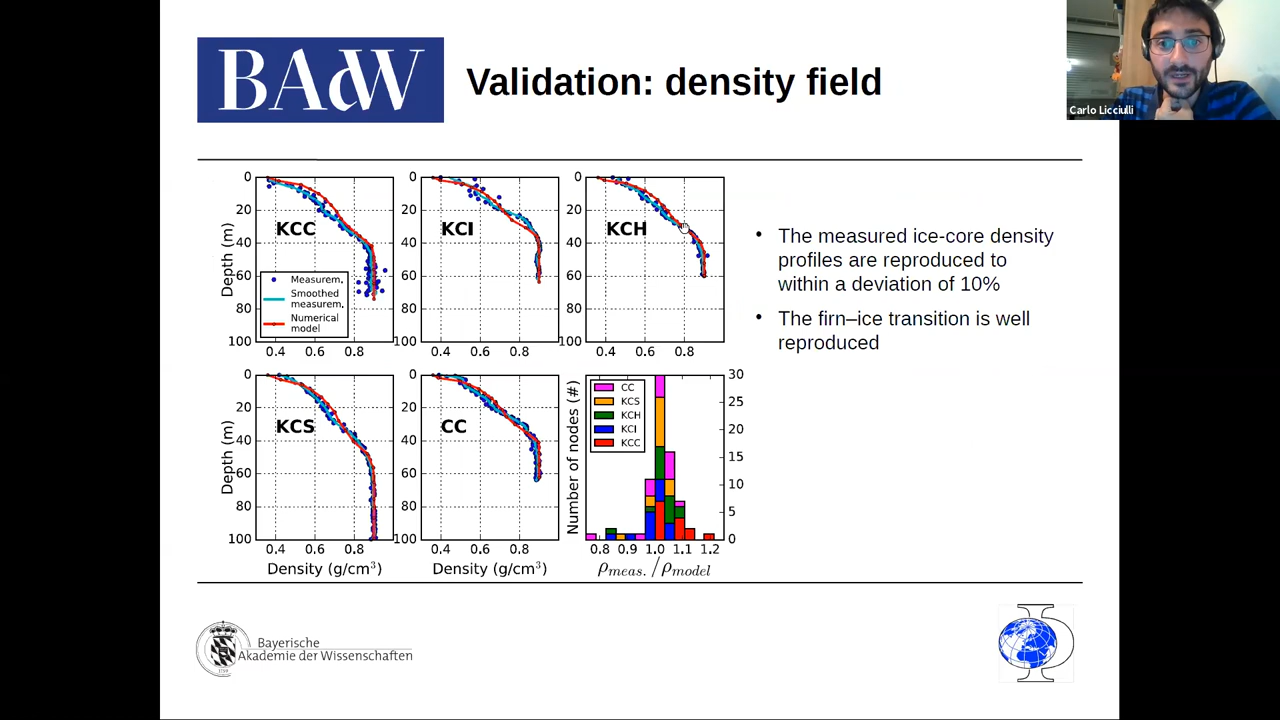 BAdW
Validation: density field
Carlo Licciulli
0
20
40
60
80
100
Depth (m)
KCC
Measurem.
Smoothed
measurem.
Numerical
model
0.4 0.6 0.8
0
20
40
60
80
100
KCI
0.4 0.6 0.8
0
20
40
60
80
100
KCH
0.4 0.6 0.8
• The measured ice-core density
profiles are reproduced to
within a deviation of 10%
• The firn–ice transition is well
reproduced
0
20
40
60
80
100
Depth (m)
KCS
0.4 0.6 0.8
Density (g/cm³)
0
20
40
60
80
100
CC
0.4 0.6 0.8
Density (g/cm³)
Number of nodes (#)
CC
KCS
KCH
KCI
KCC
30
25
20
15
10
5
0
0.8 0.9 1.0 1.1 1.2
ρmeas. /ρmodel
Bayerische
Akademie der Wissenschaften
1759